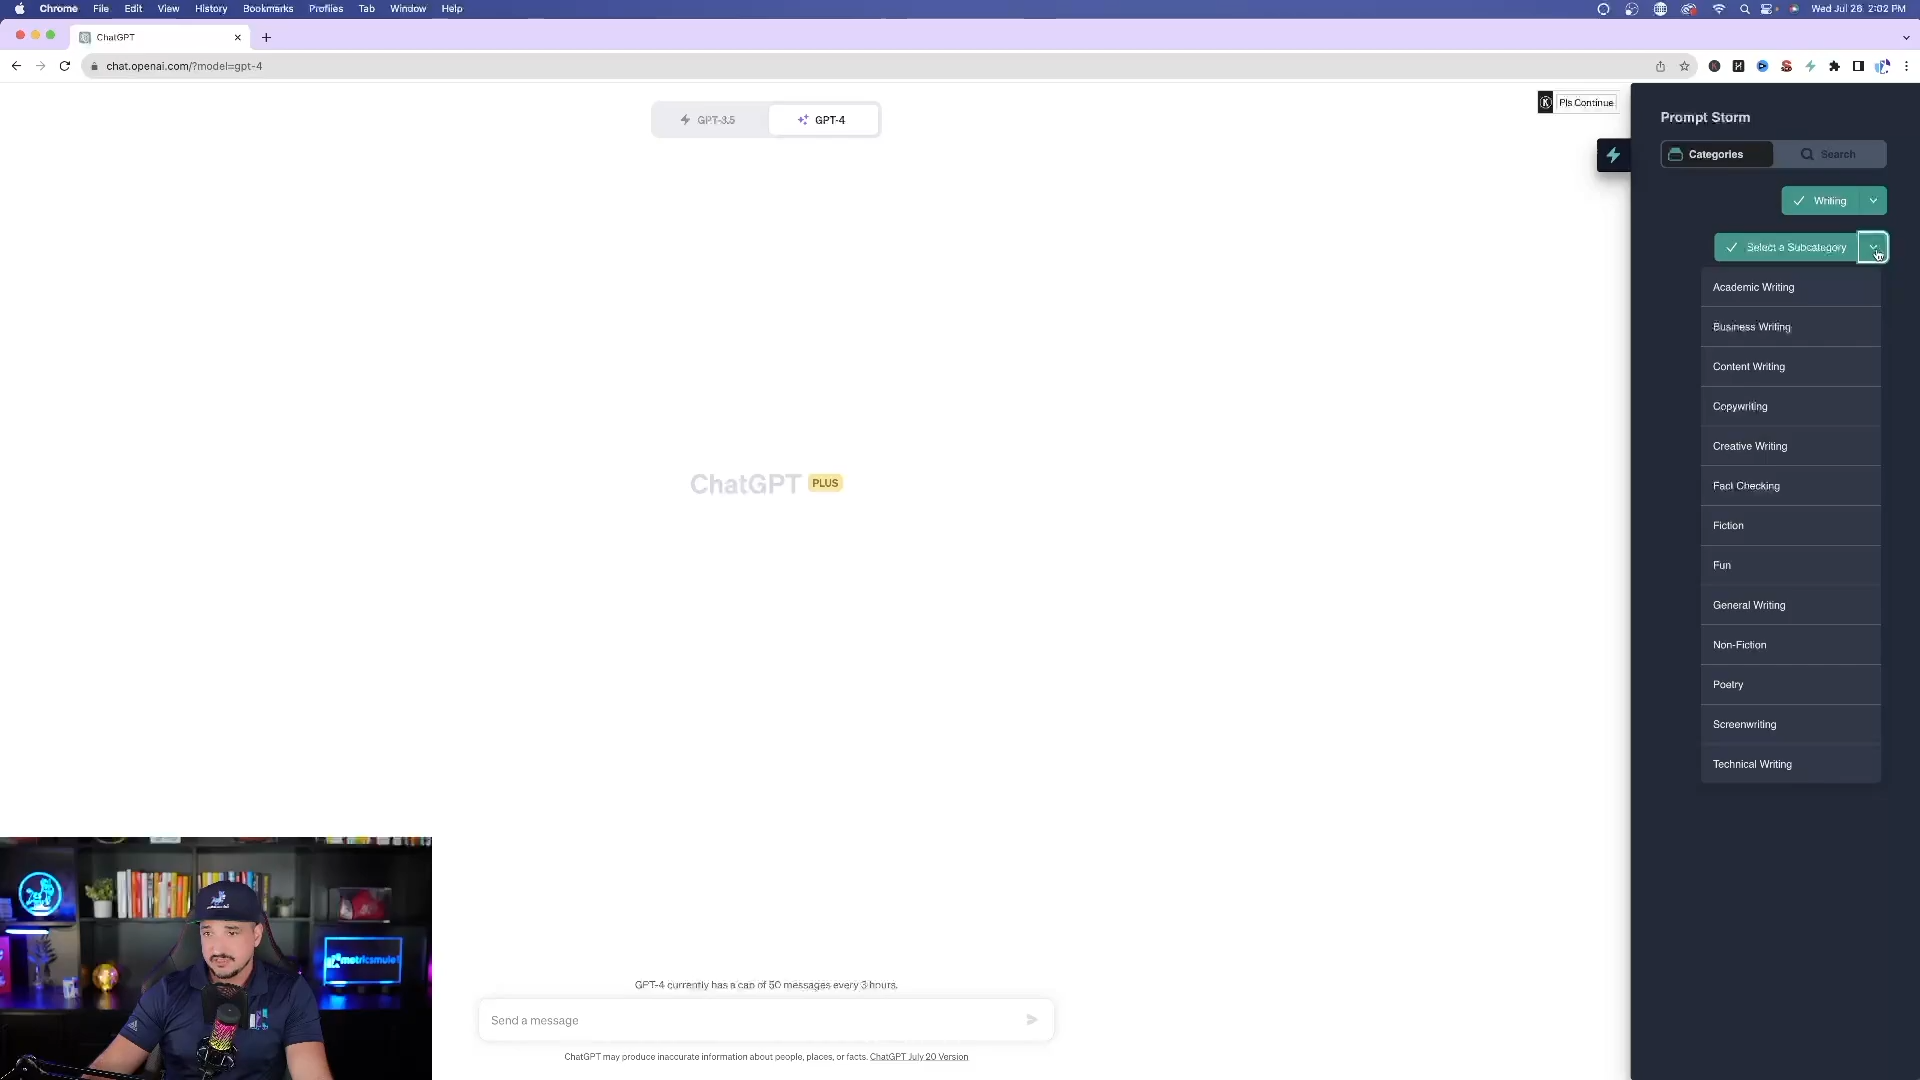 Chrome File Edit View History Bookmarks Profiles Tab Window Help Wed Jul 26 2:02 PM
ChatGPT
chat.openai.com/?model=gpt-4
GPT-3.5 GPT-4
Pls Continue
Prompt Storm
Categories Search
Writing
Select a Subcatagory
Academic Writing
Business Writing
Content Writing
Copywriting
Creative Writing
Fact Checking
Fiction
Fun
General Writing
Non-Fiction
Poetry
Screenwriting
Technical Writing
ChatGPT PLUS
metricsmule
GPT-4 currently has a cap of 50 messages every 3 hours.
Send a message
ChatGPT may produce inaccurate information about people, places, or facts. ChatGPT July 20 Version